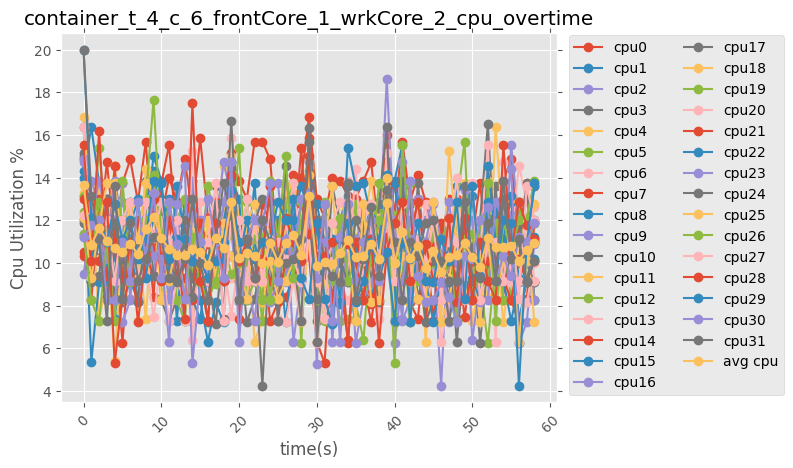 container_t_4_c_6_frontCore_1_wrkCore_2_cpu_overtime
Cpu Utilization %
20
18
16
14
12
10
8
6
4
0
10
20
30
40
50
60
time(s)
cpu0
cpu1
cpu2
cpu3
cpu4
cpu5
cpu6
cpu7
cpu8
cpu9
cpu10
cpu11
cpu12
cpu13
cpu14
cpu15
cpu16
cpu17
cpu18
cpu19
cpu20
cpu21
cpu22
cpu23
cpu24
cpu25
cpu26
cpu27
cpu28
cpu29
cpu30
cpu31
avg cpu